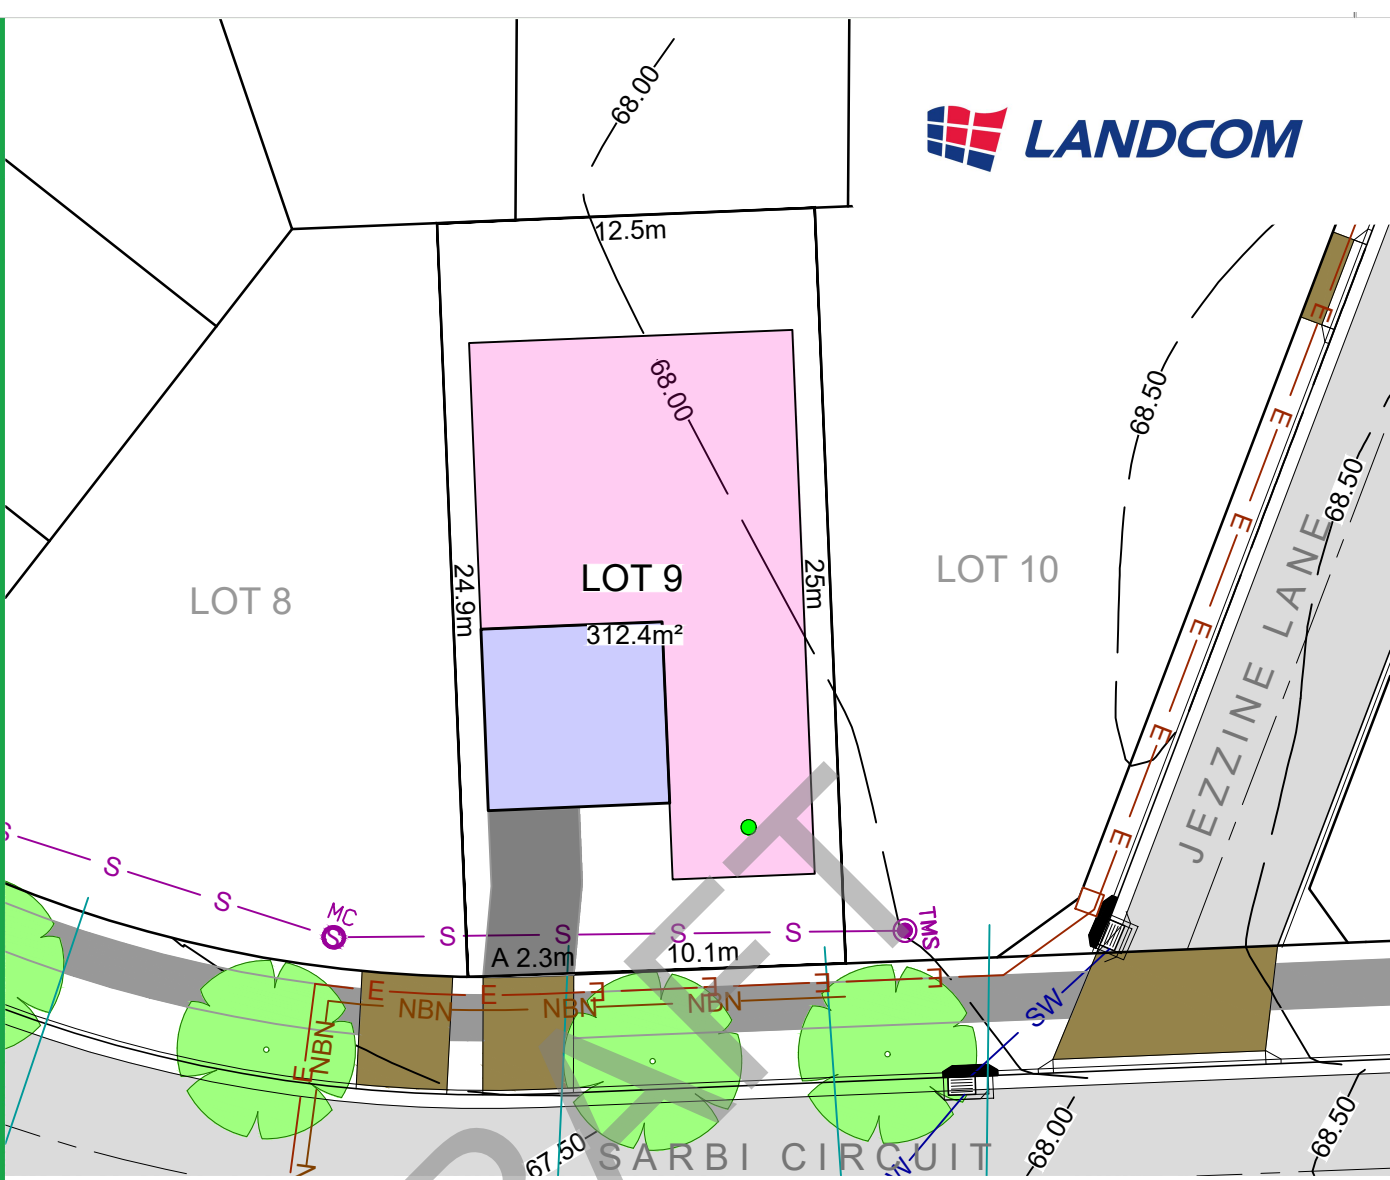 68.00
LANDCOM
12.5m
68.00
68.50
68.50
LOT 9
312.4m²
24.9m
25m
LOT 8
LOT 10
JEZZINE LANE
E
E
E
E
E
E
S
S
S
MC
S
S
S
S
S
TMS
A 2.3m
10.1m
E
E
E
E
E
E
NBN
NBN
NBN
NBN
E
SW
DRAFT
67.50
SARBI CIRCUIT
68.00
68.50